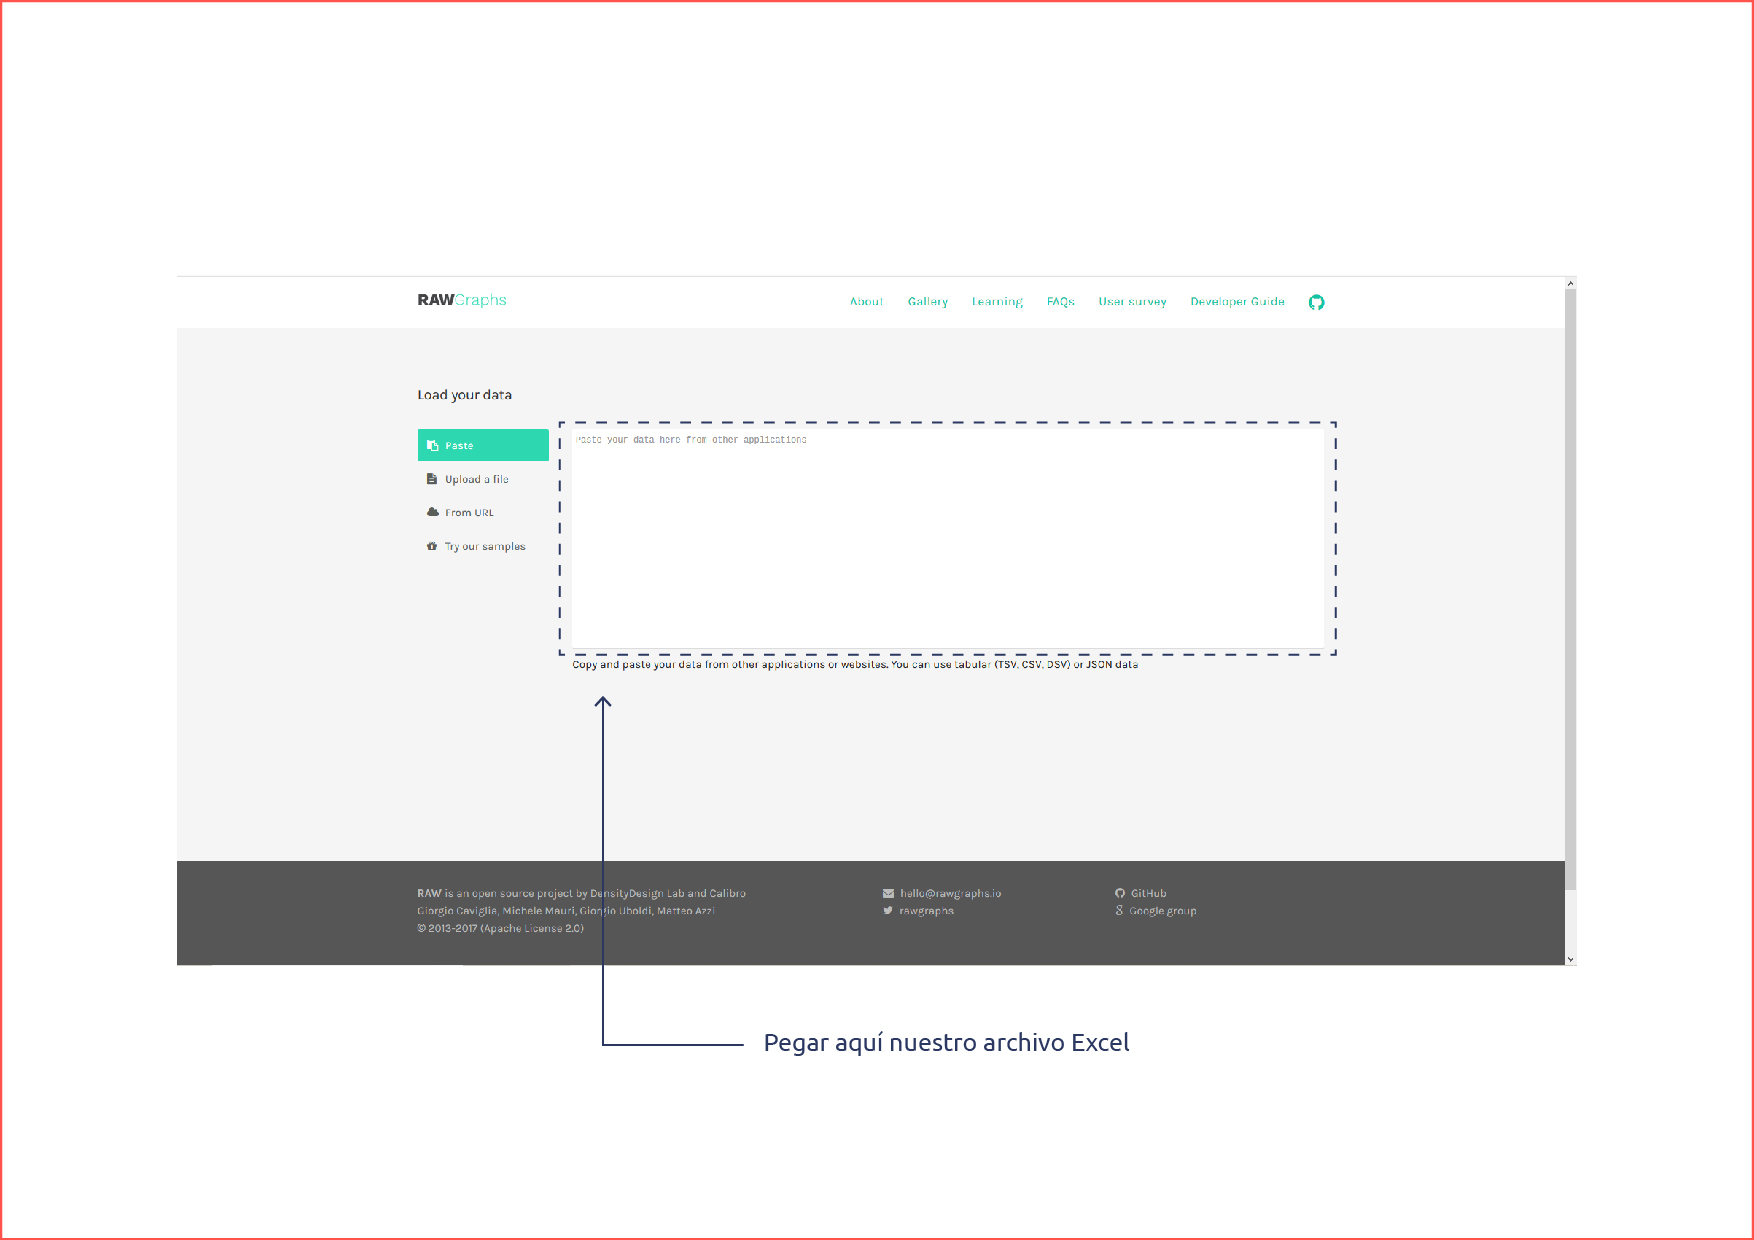 RAWGraphs
About Gallery Learning FAQs User survey Developer Guide
Load your data
Paste
Upload a file
From URL
Try our samples
Paste your data here from other applications
Copy and paste your data from other applications or websites. You can use tabular (TSV, CSV, DSV) or JSON data
RAW is an open source project by DensityDesign Lab and Calibro
Giorgio Caviglia, Michele Mauri, Giorgio Uboldi, Matteo Azzi
© 2013-2017 (Apache License 2.0)
hello@rawgraphs.io
rawgraphs
GitHub
Google group
Pegar aquí nuestro archivo Excel